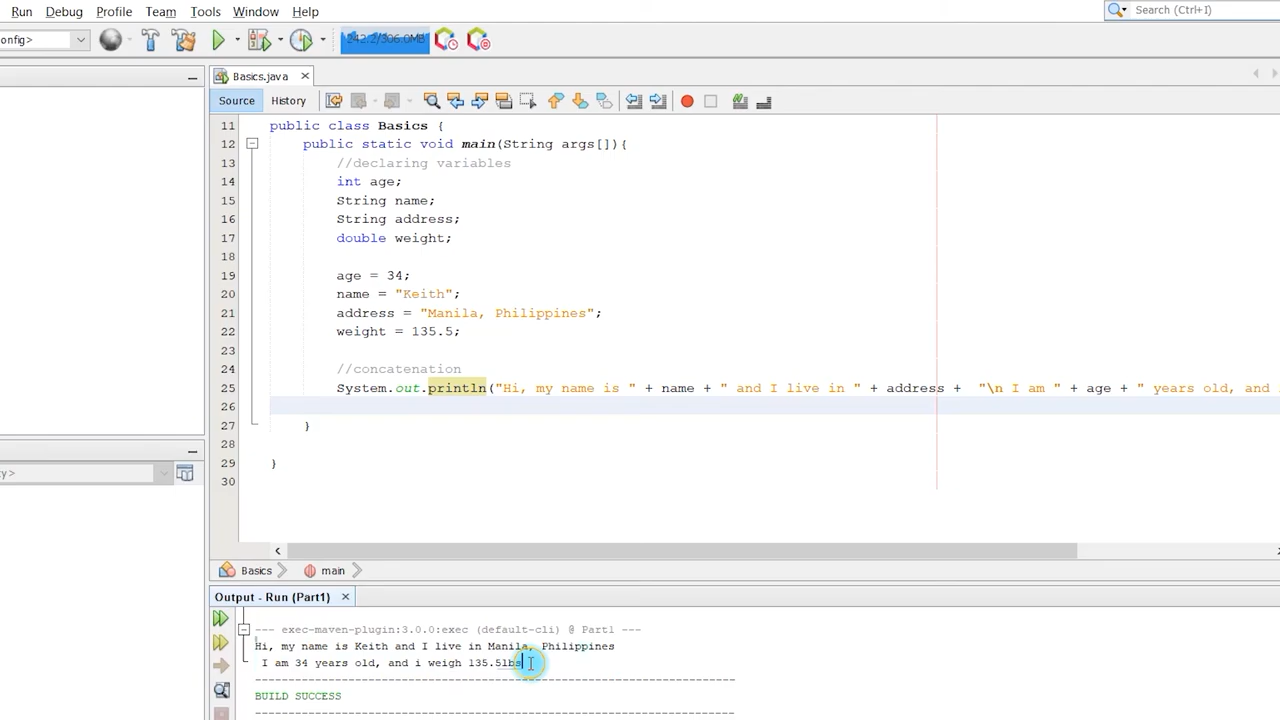 Run Debug Profile Team Tools Window Help
Search (Ctrl+I)
onfig>
242.2/306.0MB
Basics.java
Source History
11 public class Basics {
12 public static void main(String args[]){
13 //declaring variables
14 int age;
15 String name;
16 String address;
17 double weight;
18
19 age = 34;
20 name = "Keith";
21 address = "Manila, Philippines";
22 weight = 135.5;
23
24 //concatenation
25 System.out.println("Hi, my name is " + name + " and I live in " + address + "\n I am " + age + " years old, and
26
27 }
28
29 }
30
y>
Basics main
Output - Run (Part1)
--- exec-maven-plugin:3.0.0:exec (default-cli) @ Part1 ---
Hi, my name is Keith and I live in Manila, Philippines
I am 34 years old, and i weigh 135.5lbs
------------------------------------------------------------------------
BUILD SUCCESS
------------------------------------------------------------------------